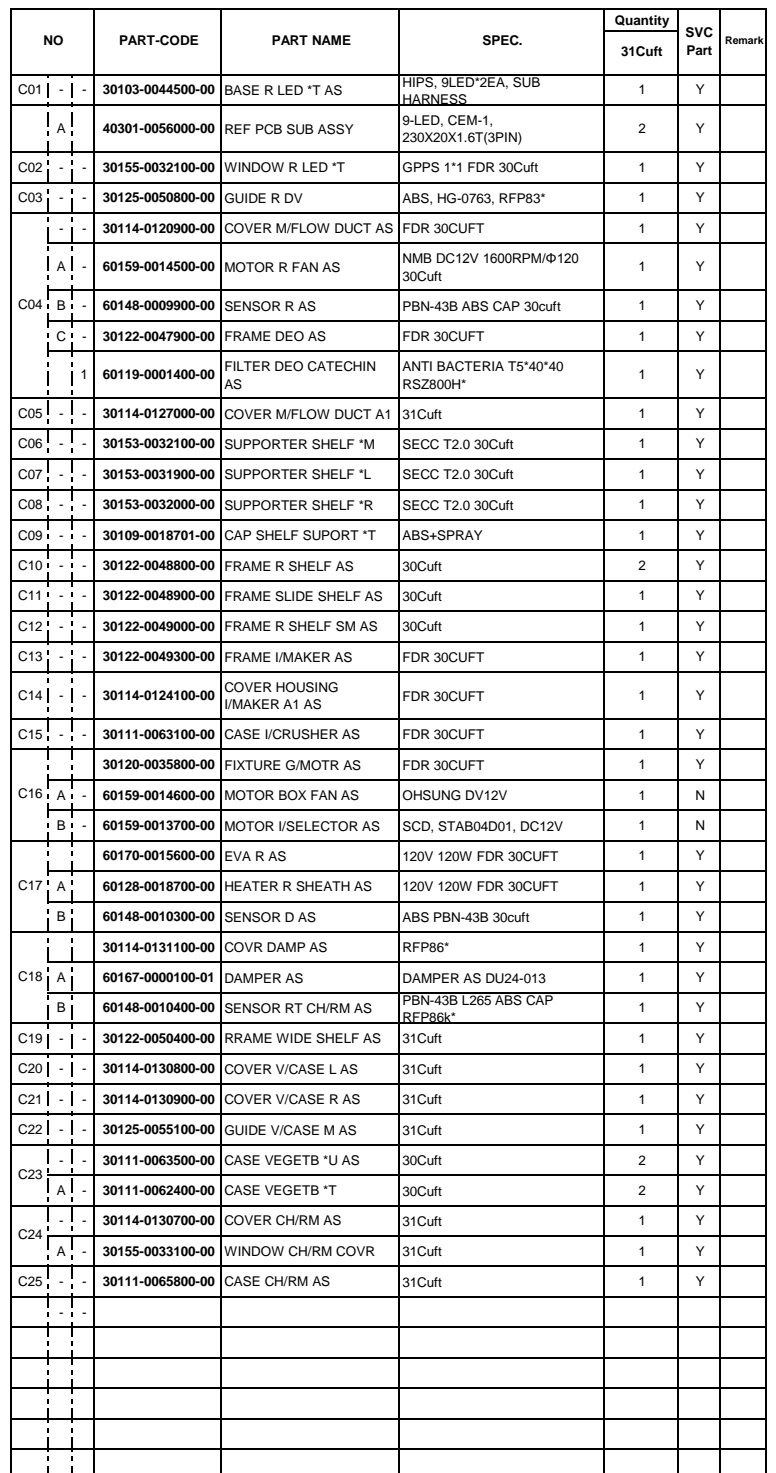 NO PART-CODE PART NAME SPEC. Quantity SVC Part Remark
31Cuft
C01 - - 30103-0044500-00 BASE R LED *T AS HIPS, 9LED*2EA, SUB HARNESS 1 Y
A 40301-0056000-00 REF PCB SUB ASSY 9-LED, CEM-1, 230X20X1.6T(3PIN) 2 Y
C02 - - 30155-0032100-00 WINDOW R LED *T GPPS 1*1 FDR 30Cuft 1 Y
C03 - - 30125-0050800-00 GUIDE R DV ABS, HG-0763, RFP83* 1 Y
C04 - - 30114-0120900-00 COVER M/FLOW DUCT AS FDR 30CUFT 1 Y
A - 60159-0014500-00 MOTOR R FAN AS NMB DC12V 1600RPM/Φ120 30Cuft 1 Y
B - 60148-0009900-00 SENSOR R AS PBN-43B ABS CAP 30cuft 1 Y
C - 30122-0047900-00 FRAME DEO AS FDR 30CUFT 1 Y
1 60119-0001400-00 FILTER DEO CATECHIN AS ANTI BACTERIA T5*40*40 RSZ800H* 1 Y
C05 - - 30114-0127000-00 COVER M/FLOW DUCT A1 31Cuft 1 Y
C06 - - 30153-0032100-00 SUPPORTER SHELF *M SECC T2.0 30Cuft 1 Y
C07 - - 30153-0031900-00 SUPPORTER SHELF *L SECC T2.0 30Cuft 1 Y
C08 - - 30153-0032000-00 SUPPORTER SHELF *R SECC T2.0 30Cuft 1 Y
C09 - - 30109-0018701-00 CAP SHELF SUPORT *T ABS+SPRAY 1 Y
C10 - - 30122-0048800-00 FRAME R SHELF AS 30Cuft 2 Y
C11 - - 30122-0048900-00 FRAME SLIDE SHELF AS 30Cuft 1 Y
C12 - - 30122-0049000-00 FRAME R SHELF SM AS 30Cuft 1 Y
C13 - - 30122-0049300-00 FRAME I/MAKER AS FDR 30CUFT 1 Y
C14 - - 30114-0124100-00 COVER HOUSING I/MAKER A1 AS FDR 30CUFT 1 Y
C15 - - 30111-0063100-00 CASE I/CRUSHER AS FDR 30CUFT 1 Y
C16 30120-0035800-00 FIXTURE G/MOTR AS FDR 30CUFT 1 Y
A - 60159-0014600-00 MOTOR BOX FAN AS OHSUNG DV12V 1 N
B - 60159-0013700-00 MOTOR I/SELECTOR AS SCD, STAB04D01, DC12V 1 N
C17 60170-0015600-00 EVA R AS 120V 120W FDR 30CUFT 1 Y
A 60128-0018700-00 HEATER R SHEATH AS 120V 120W FDR 30CUFT 1 Y
B 60148-0010300-00 SENSOR D AS ABS PBN-43B 30cuft 1 Y
C18 30114-0131100-00 COVR DAMP AS RFP86* 1 Y
A 60167-0000100-01 DAMPER AS DAMPER AS DU24-013 1 Y
B 60148-0010400-00 SENSOR RT CH/RM AS PBN-43B L265 ABS CAP RFP86k* 1 Y
C19 - - 30122-0050400-00 RRAME WIDE SHELF AS 31Cuft 1 Y
C20 - - 30114-0130800-00 COVER V/CASE L AS 31Cuft 1 Y
C21 - - 30114-0130900-00 COVER V/CASE R AS 31Cuft 1 Y
C22 - - 30125-0055100-00 GUIDE V/CASE M AS 31Cuft 1 Y
C23 - - 30111-0063500-00 CASE VEGETB *U AS 30Cuft 2 Y
A - 30111-0062400-00 CASE VEGETB *T 30Cuft 2 Y
C24 - - 30114-0130700-00 COVER CH/RM AS 31Cuft 1 Y
A - 30155-0033100-00 WINDOW CH/RM COVR 31Cuft 1 Y
C25 - - 30111-0065800-00 CASE CH/RM AS 31Cuft 1 Y
- -